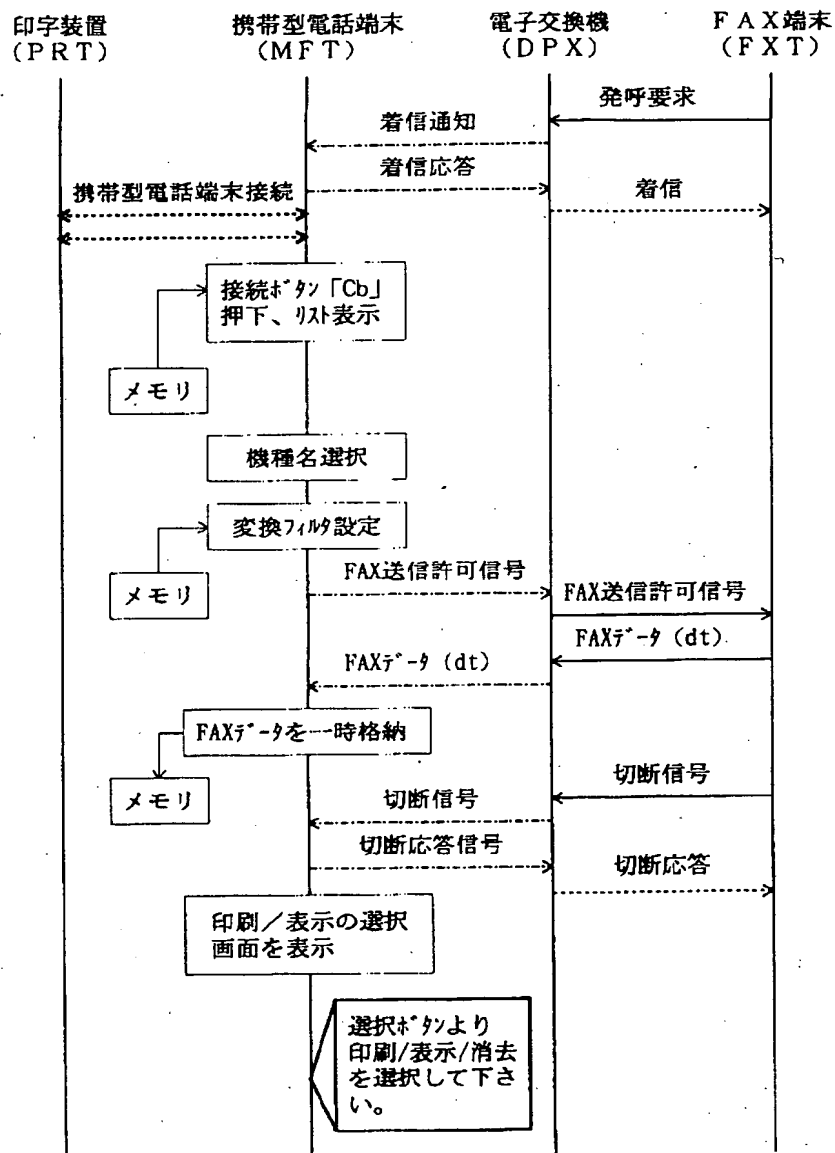 印字装置 携帯型電話端末 電子交換機 FAX端末
(PRT) (MFT) (DPX) (FXT)
発呼要求
着信通知
着信応答
携帯型電話端末接続
着信
接続ボタン「Cb」
押下、リスト表示
メモリ
機種名選択
変換フィルタ設定
メモリ
FAX送信許可信号
FAX送信許可信号
FAXデータ(dt)
FAXデータ(dt)
FAXデータを一時格納
メモリ
切断信号
切断信号
切断応答信号
切断応答
印刷/表示の選択
画面を表示
選択ボタンより
印刷/表示/消去
を選択して下さ
い。